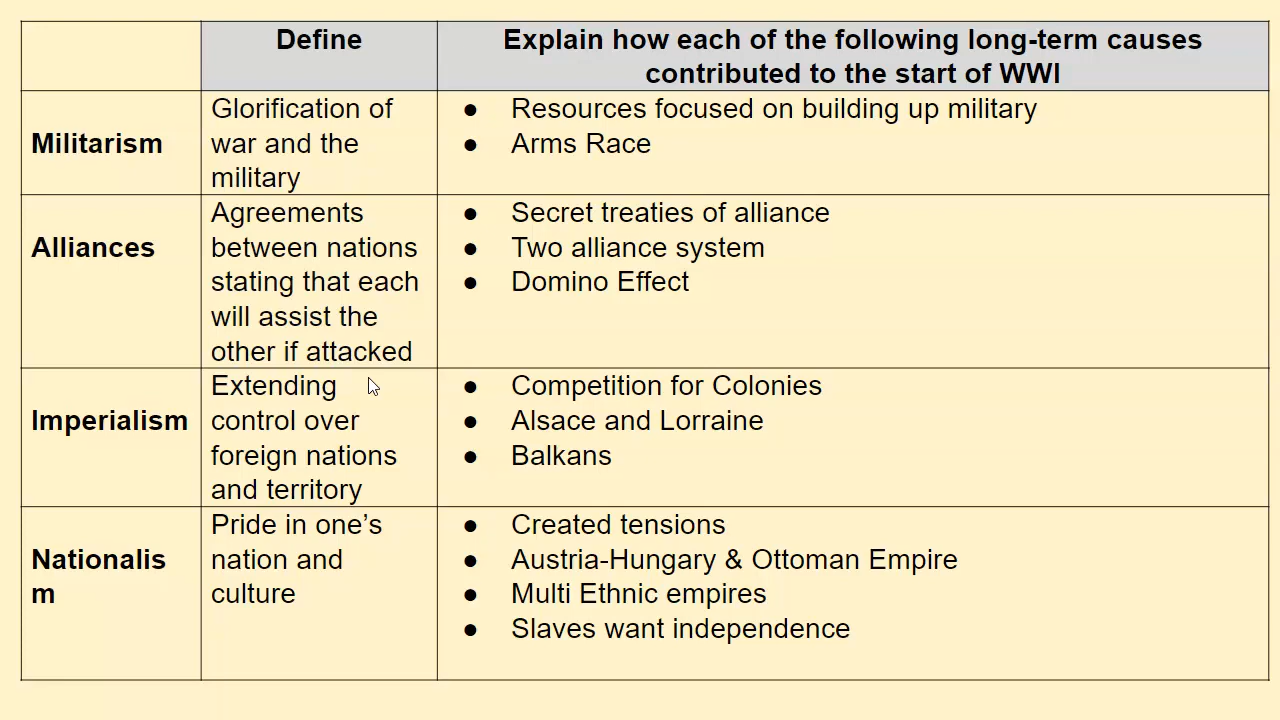 Define
Explain how each of the following long-term causes
contributed to the start of WWI
Militarism
Glorification of
war and the
military
● Resources focused on building up military
● Arms Race
Alliances
Agreements
between nations
stating that each
will assist the
other if attacked
● Secret treaties of alliance
● Two alliance system
● Domino Effect
Imperialism
Extending
control over
foreign nations
and territory
● Competition for Colonies
● Alsace and Lorraine
● Balkans
Nationalis
m
Pride in one’s
nation and
culture
● Created tensions
● Austria-Hungary & Ottoman Empire
● Multi Ethnic empires
● Slaves want independence